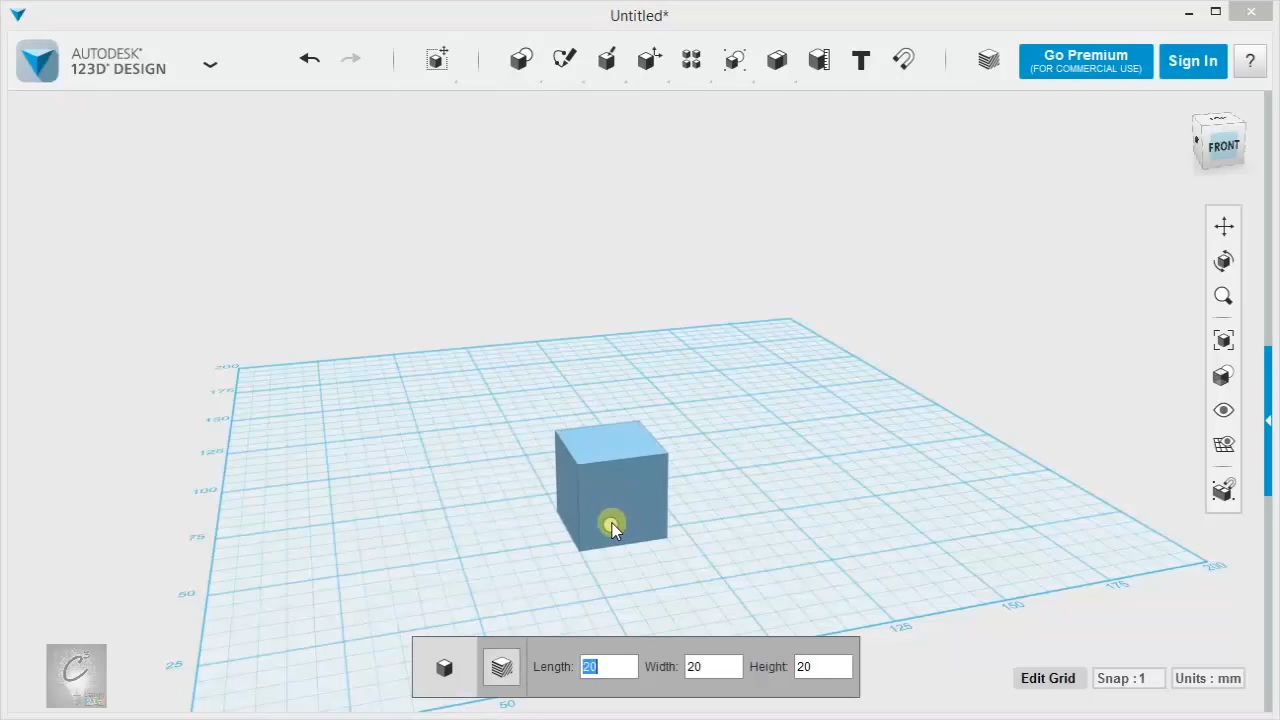 Untitled*
AUTODESK®
123D® DESIGN
Go Premium
(FOR COMMERCIAL USE)
Sign In
?
FRONT
200
175
150
125
100
75
50
25
50
125
150
175
200
Length: 20 Width: 20 Height: 20
Edit Grid
Snap : 1
Units : mm